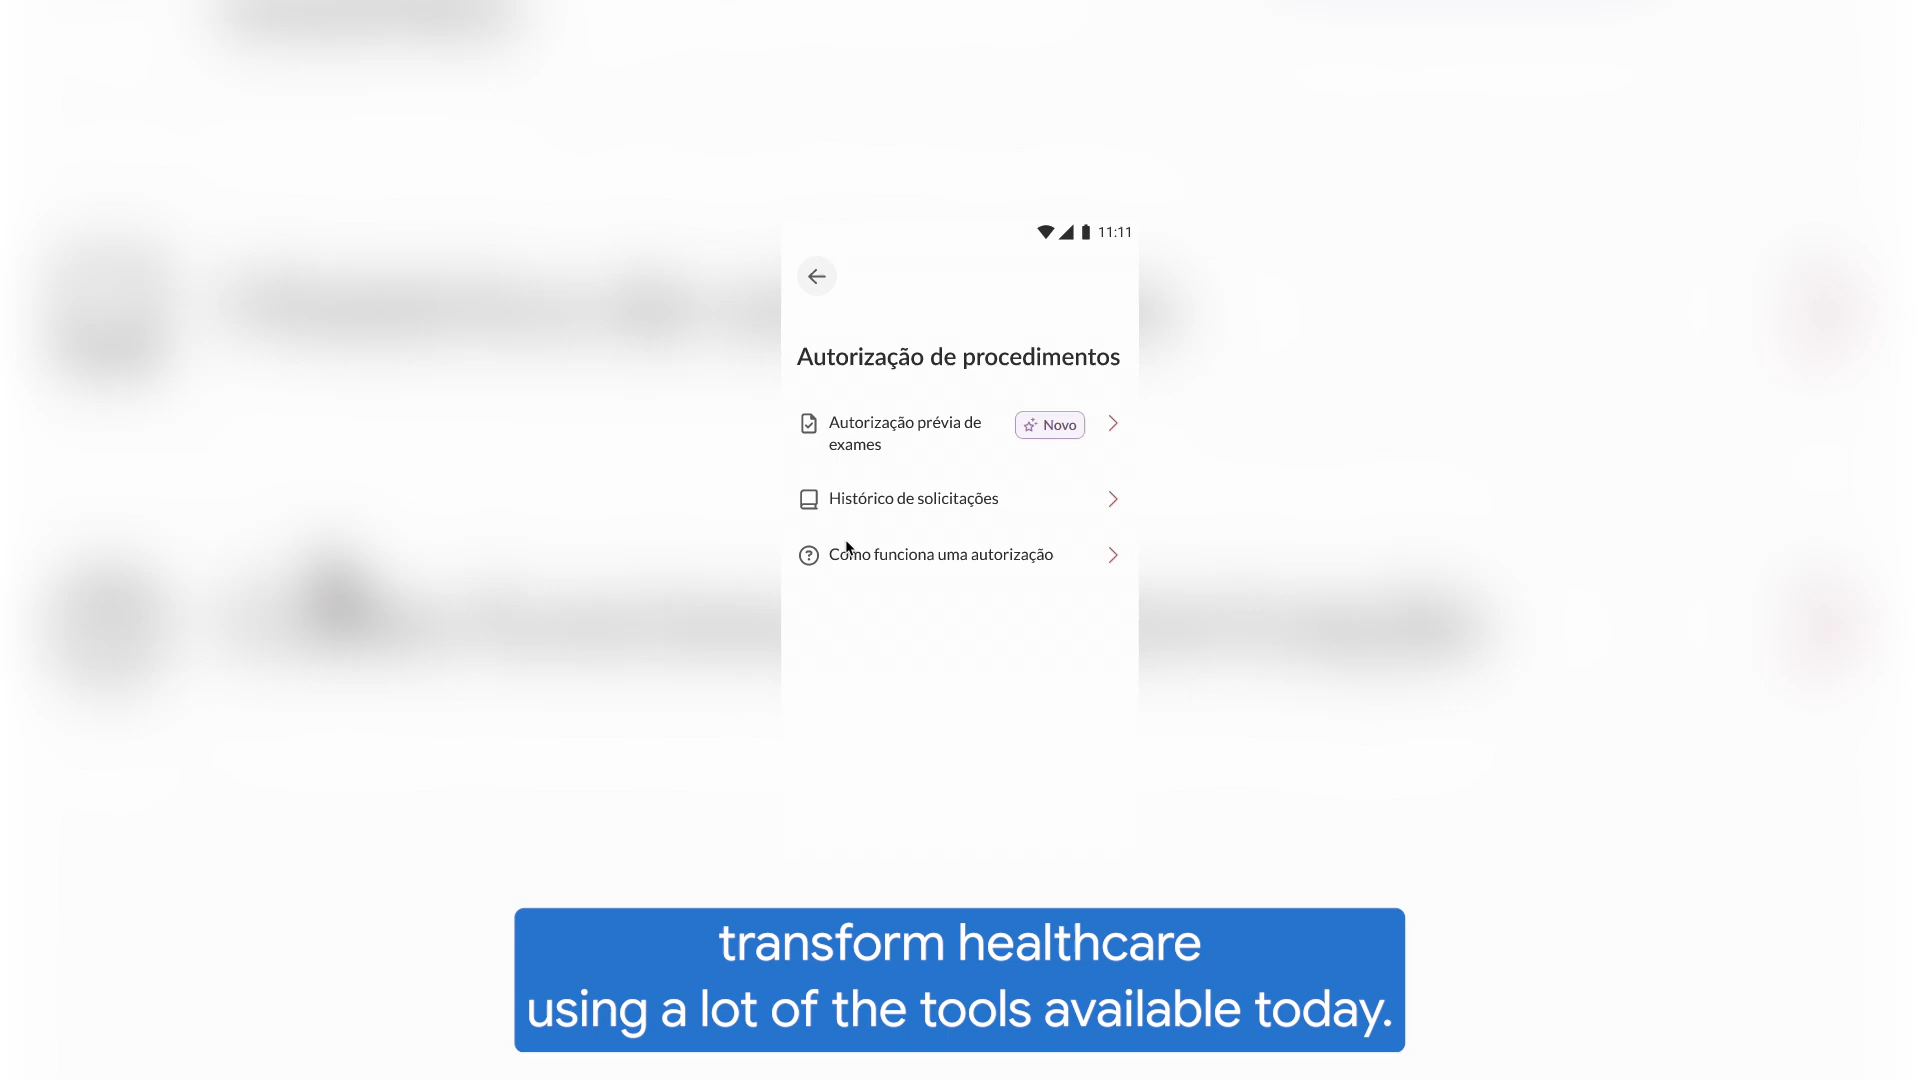 11:11
Autorização de procedimentos
Autorização prévia de
exames
Novo
Histórico de solicitações
Como funciona uma autorização
transform healthcare
using a lot of the tools available today.